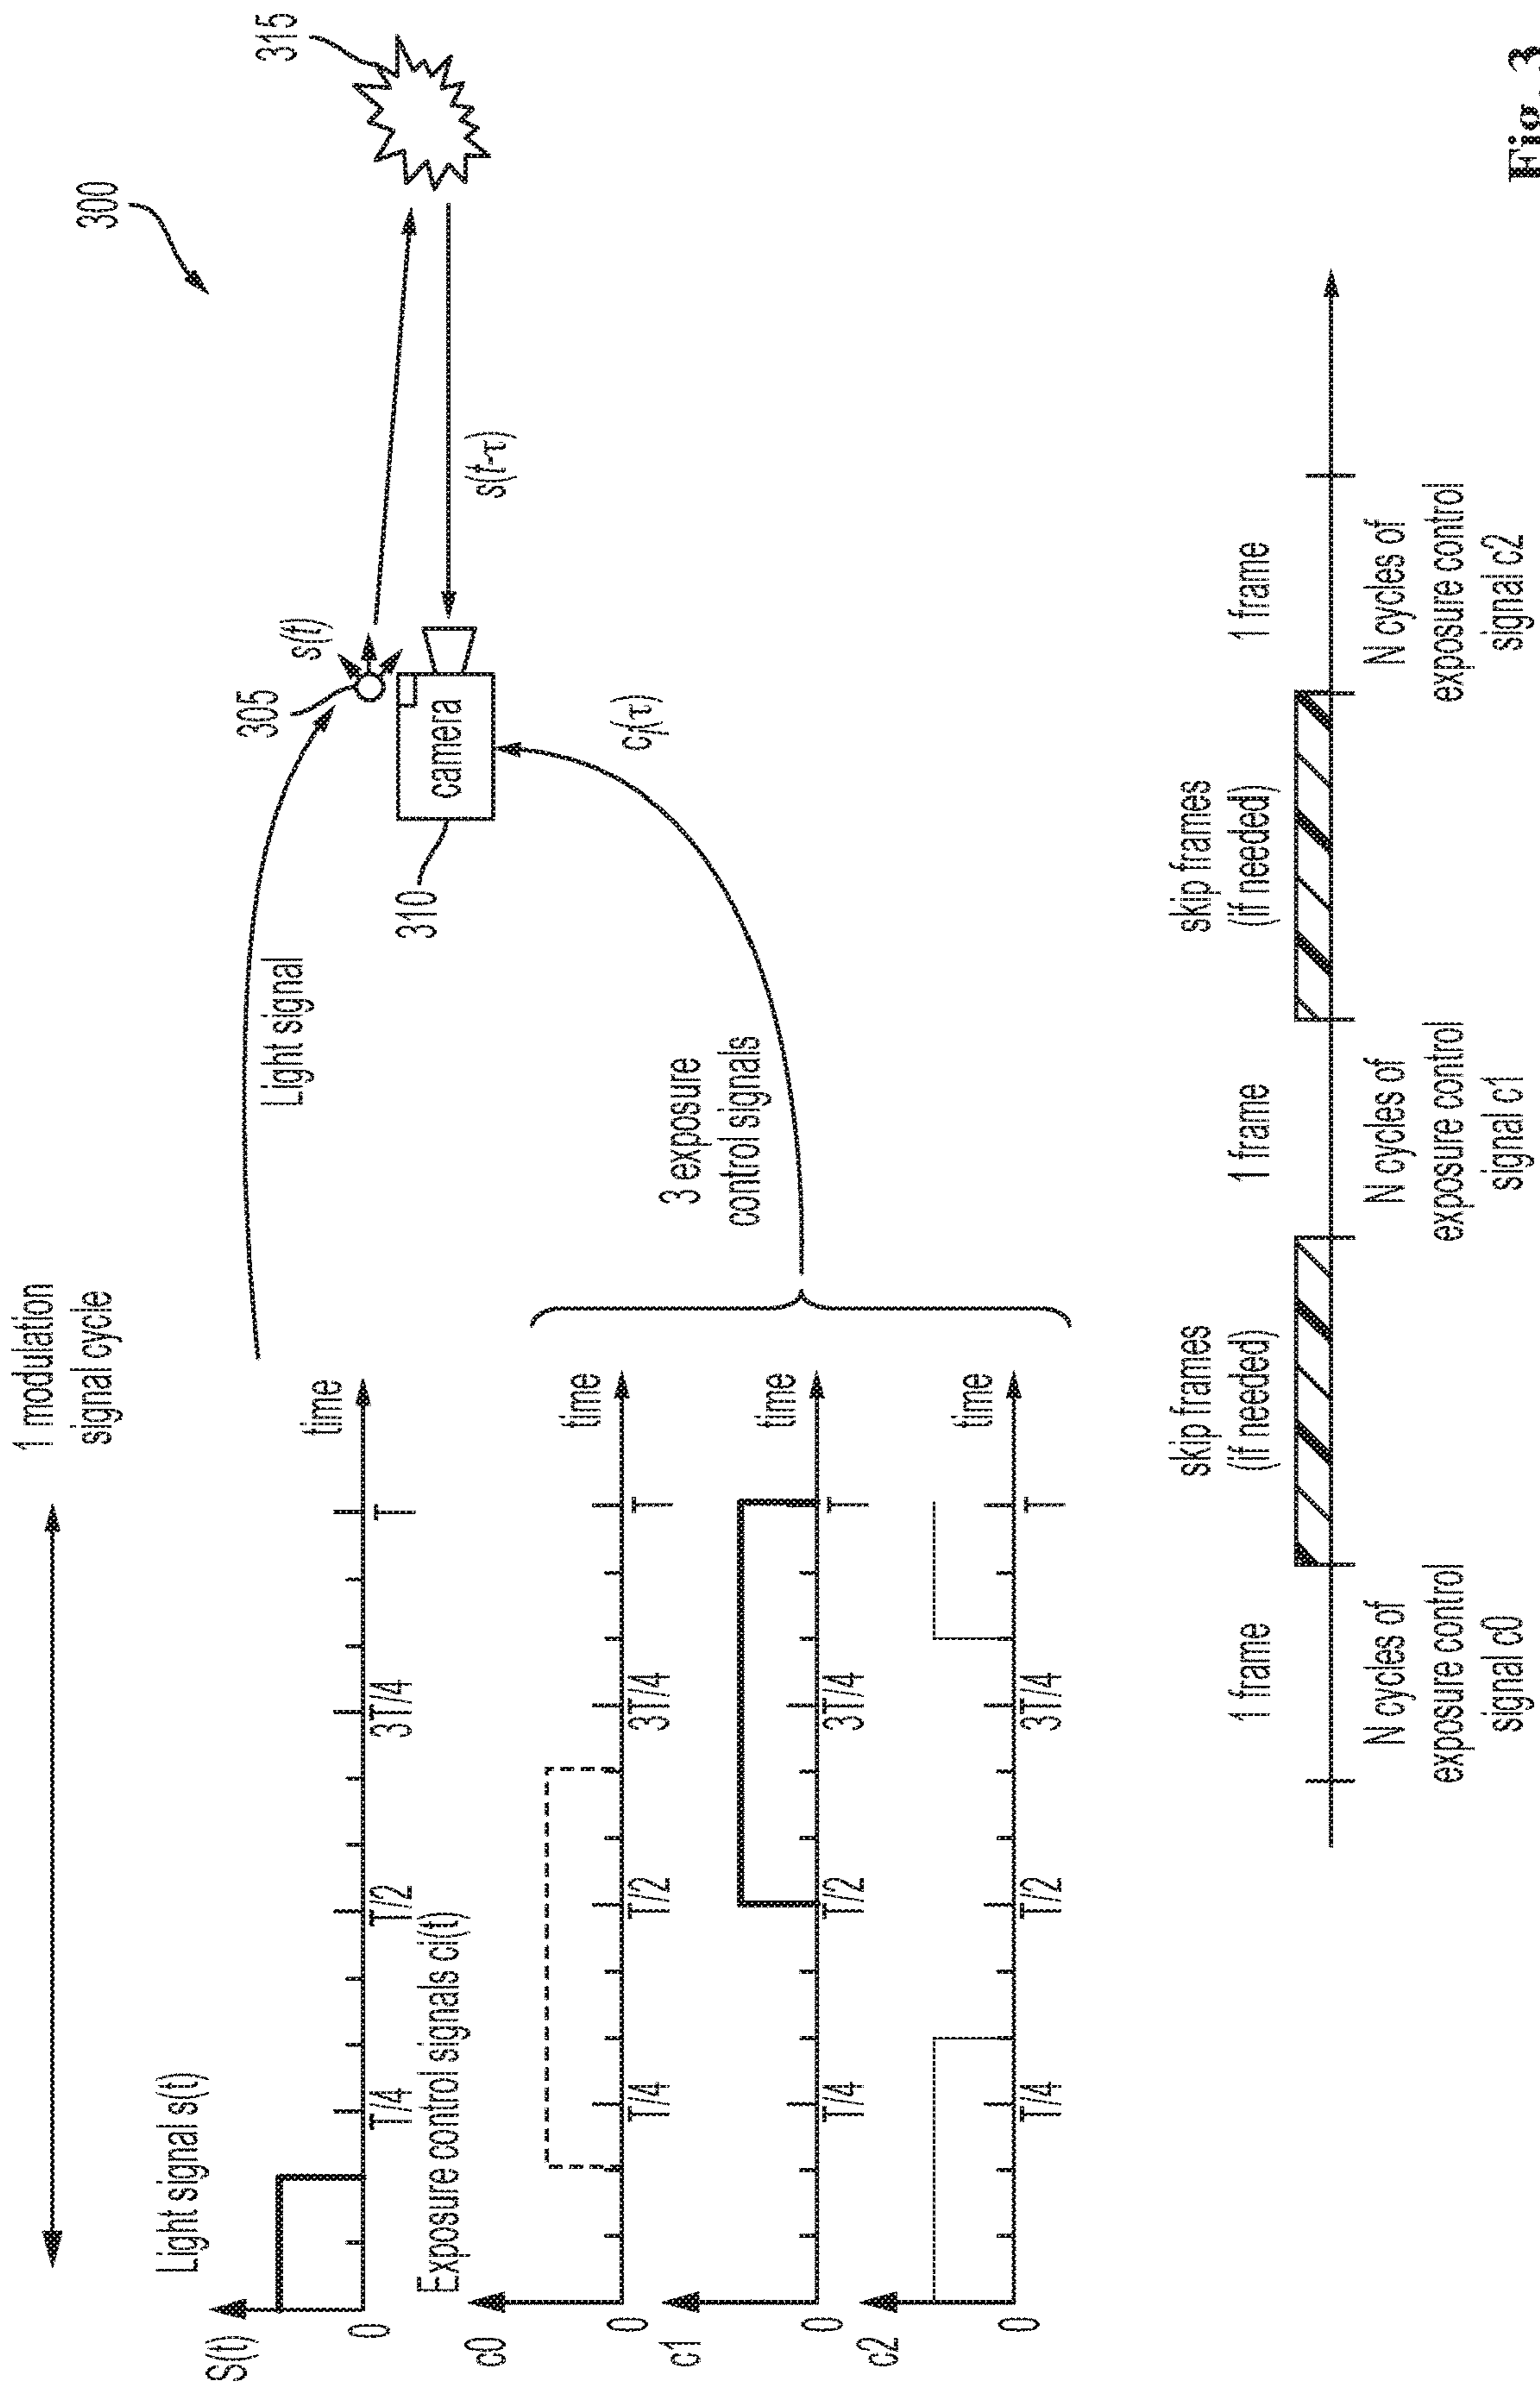 1 modulation
signal cycle
Light signal s(t)
S(t)
0
T/4
T/2
3T/4
T
time
Exposure control signals ci(t)
c0
0
T/4
T/2
3T/4
T
time
c1
0
T/4
T/2
3T/4
T
time
c2
0
T/4
T/2
3T/4
T
time
Light signal
3 exposure
control signals
300
305
s(t)
315
camera
310
s(t-τ)
ci(τ)
1 frame
skip frames
(if needed)
1 frame
skip frames
(if needed)
1 frame
N cycles of
exposure control
signal c0
N cycles of
exposure control
signal c1
N cycles of
exposure control
signal c2
Fig. 3